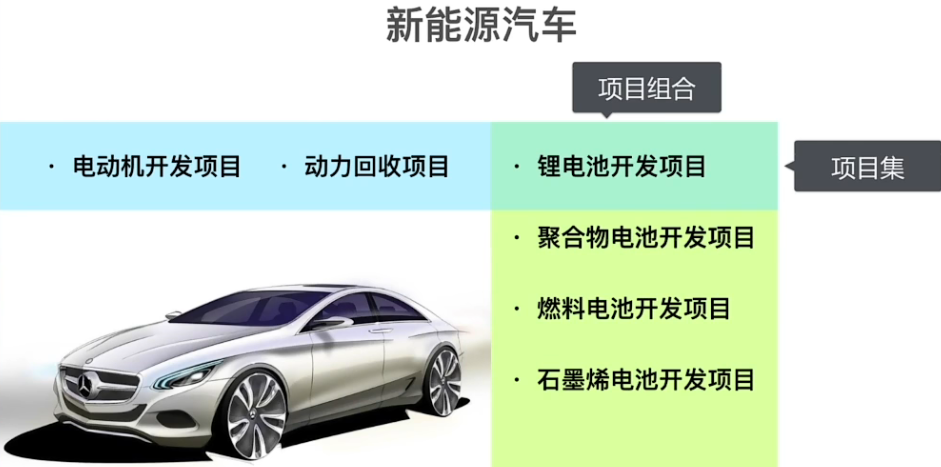 新能源汽车
项目组合
· 电动机开发项目 · 动力回收项目 · 锂电池开发项目
项目集
· 聚合物电池开发项目
· 燃料电池开发项目
· 石墨烯电池开发项目